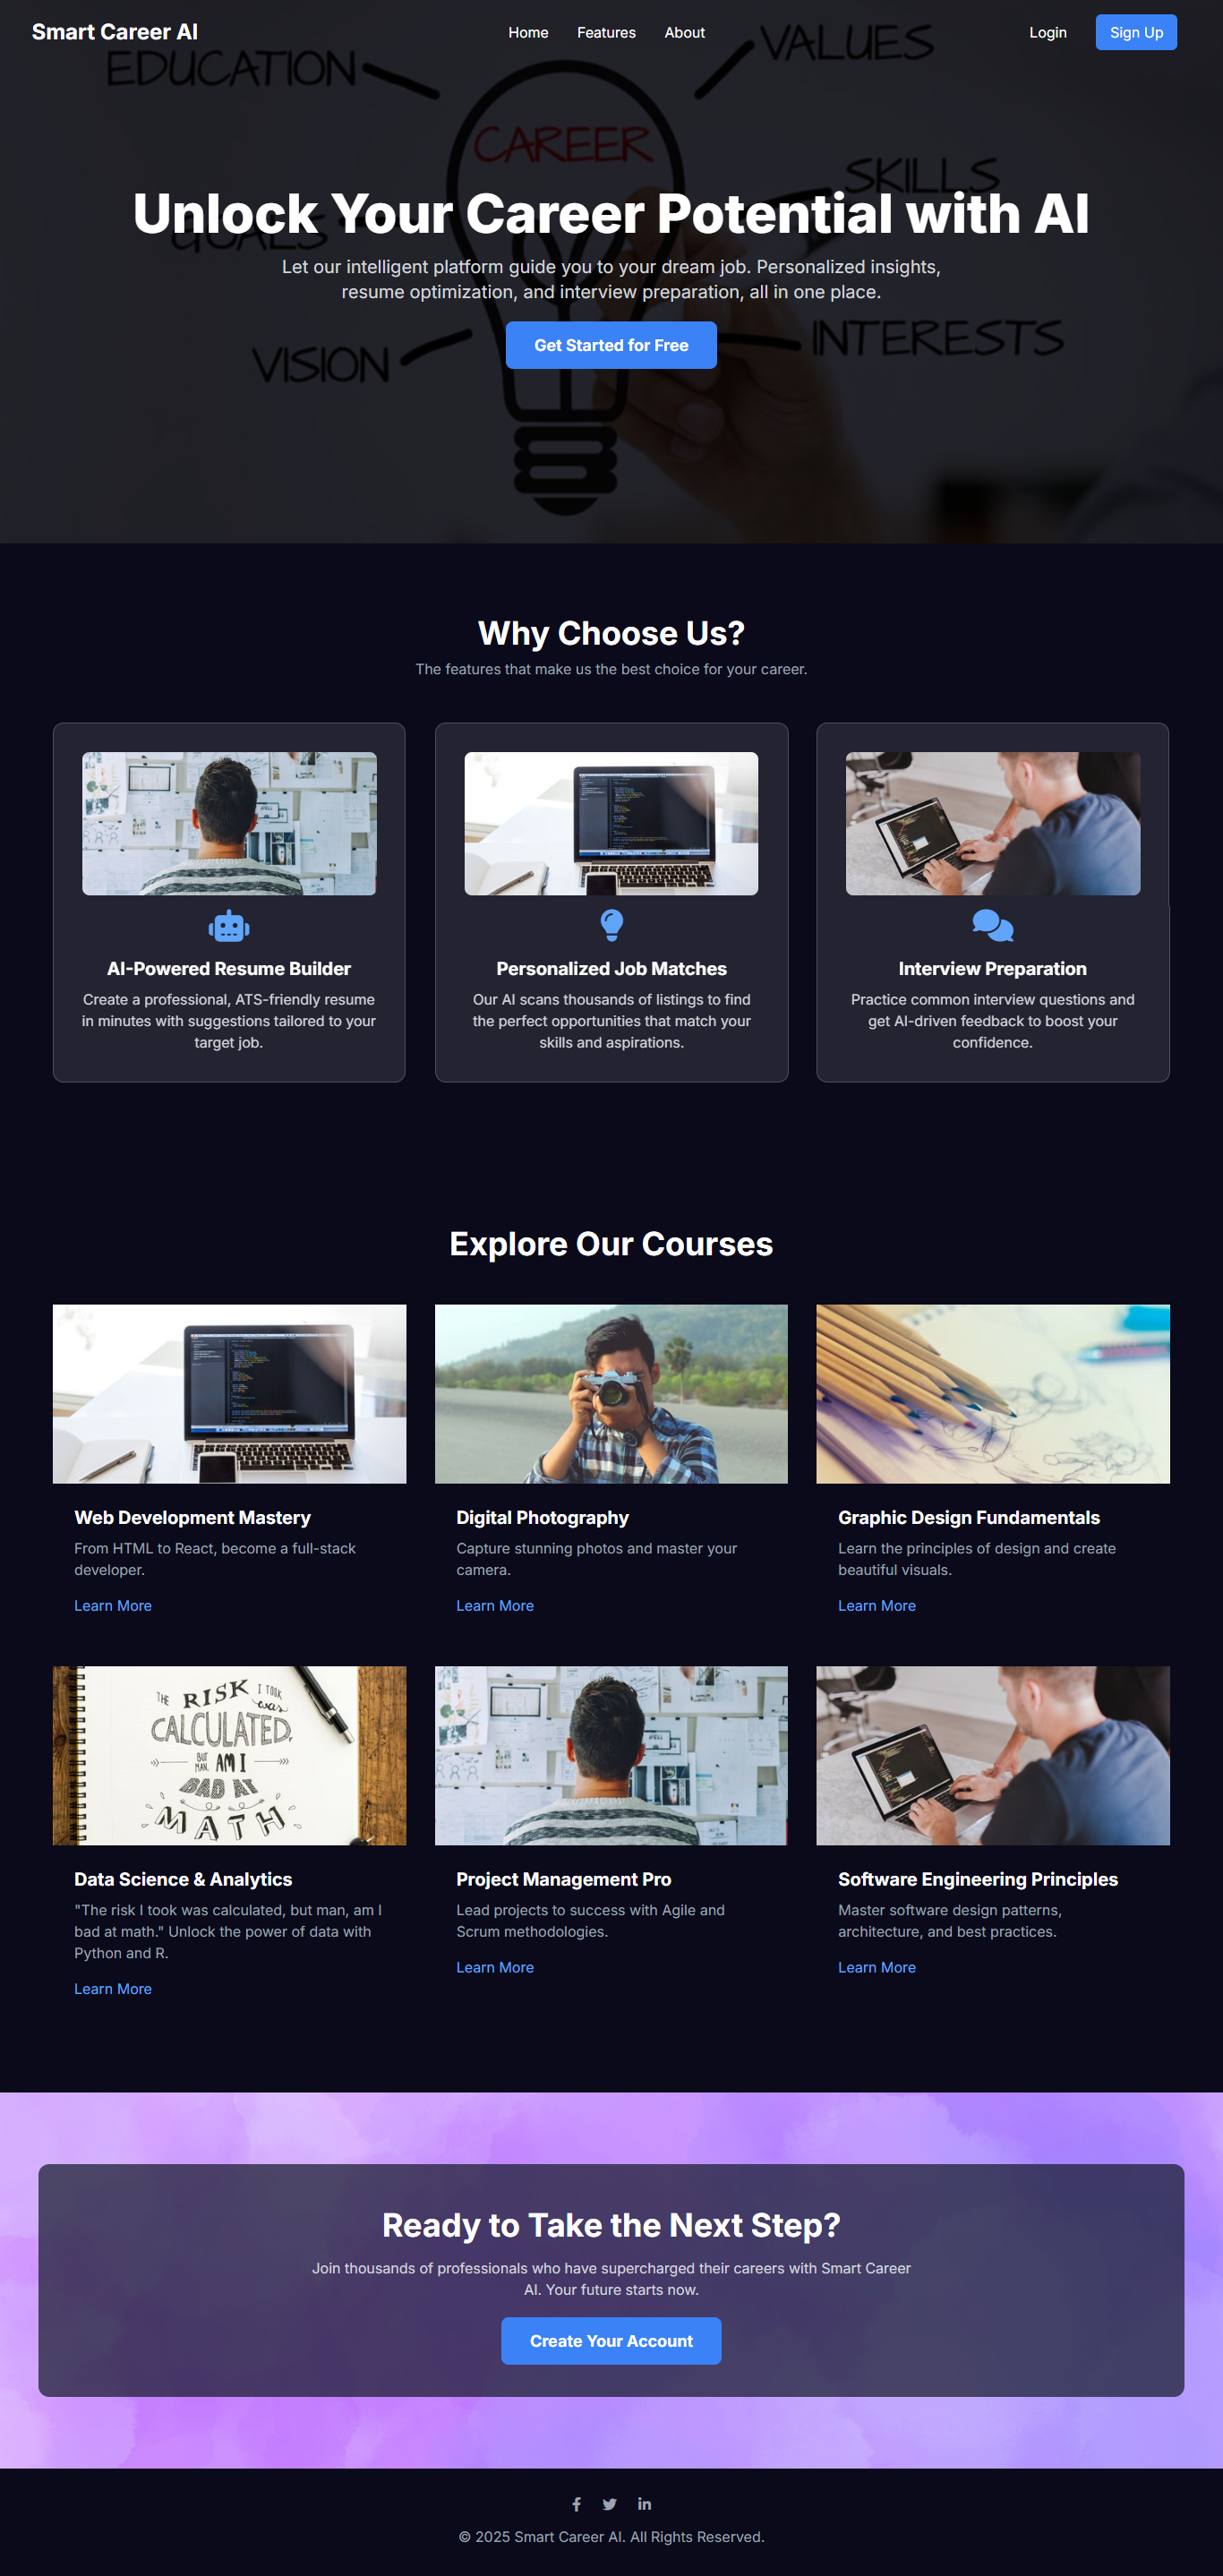 Smart Career AI
Home
Features
About
Login
Sign Up
EDUCATION
VALUES
CAREER
SKILLS
GOALS
Unlock Your Career Potential with AI
Let our intelligent platform guide you to your dream job. Personalized insights,
resume optimization, and interview preparation, all in one place.
VISION
INTERESTS
Get Started for Free
Why Choose Us?
The features that make us the best choice for your career.
AI-Powered Resume Builder
Create a professional, ATS-friendly resume
in minutes with suggestions tailored to your
target job.
Personalized Job Matches
Our AI scans thousands of listings to find
the perfect opportunities that match your
skills and aspirations.
Interview Preparation
Practice common interview questions and
get AI-driven feedback to boost your
confidence.
Explore Our Courses
Web Development Mastery
From HTML to React, become a full-stack
developer.
Learn More
Digital Photography
Capture stunning photos and master your
camera.
Learn More
Graphic Design Fundamentals
Learn the principles of design and create
beautiful visuals.
Learn More
THE RISK I TOOK
was
CALCULATED,
BUT MAN, AM I
BAD AT
MATH
Data Science & Analytics
"The risk I took was calculated, but man, am I
bad at math." Unlock the power of data with
Python and R.
Learn More
Project Management Pro
Lead projects to success with Agile and
Scrum methodologies.
Learn More
Software Engineering Principles
Master software design patterns,
architecture, and best practices.
Learn More
Ready to Take the Next Step?
Join thousands of professionals who have supercharged their careers with Smart Career
AI. Your future starts now.
Create Your Account
© 2025 Smart Career AI. All Rights Reserved.